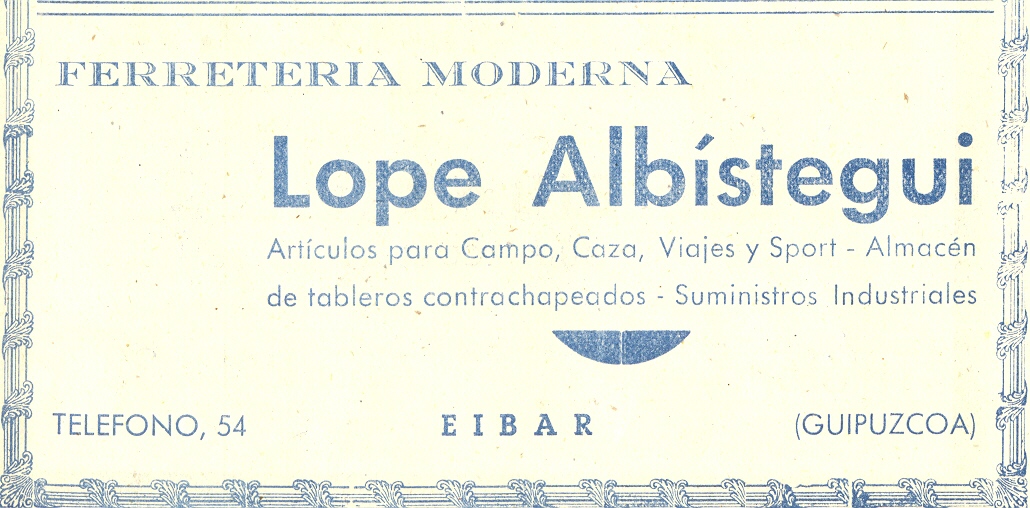 FERRETERIA MODERNA
Lope Albístegui
Artículos para Campo, Caza, Viajes y Sport - Almacén
de tableros contrachapeados - Suministros Industriales
TELEFONO, 54 EIBAR (GUIPUZCOA)